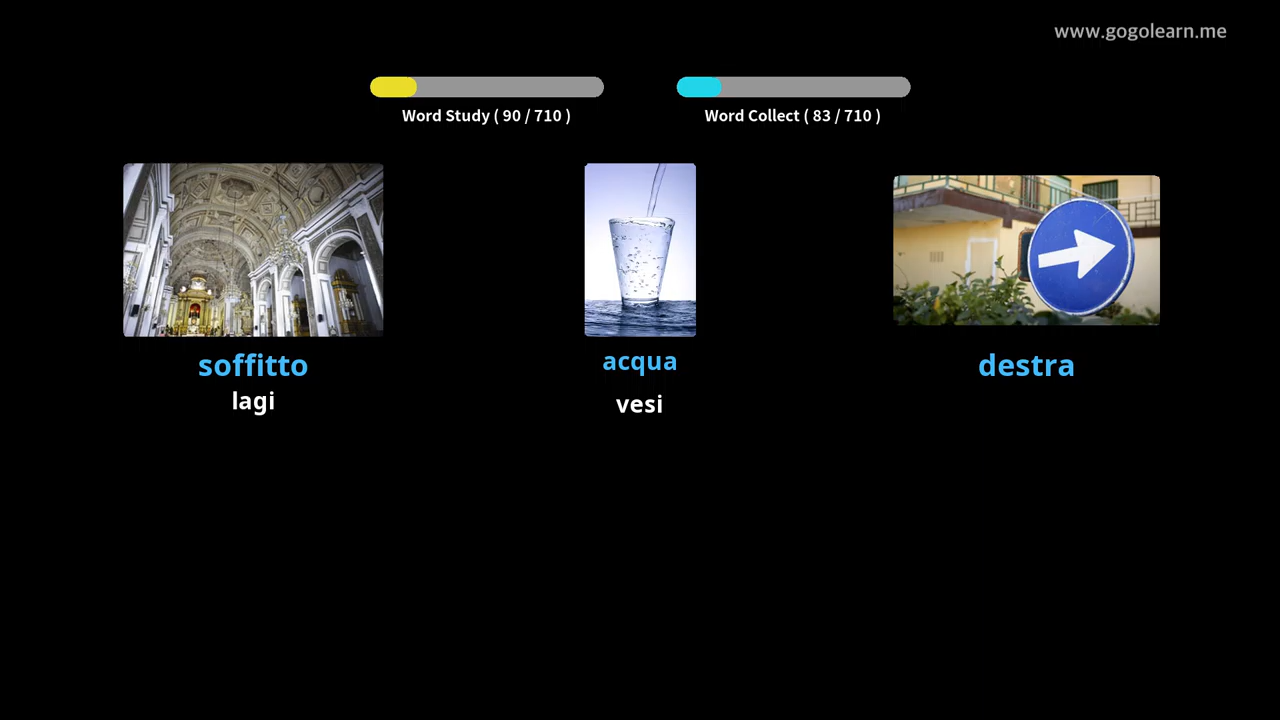 www.gogolearn.me
Word Study ( 90 / 710 )
Word Collect ( 83 / 710 )
soffitto
lagi
acqua
vesi
destra